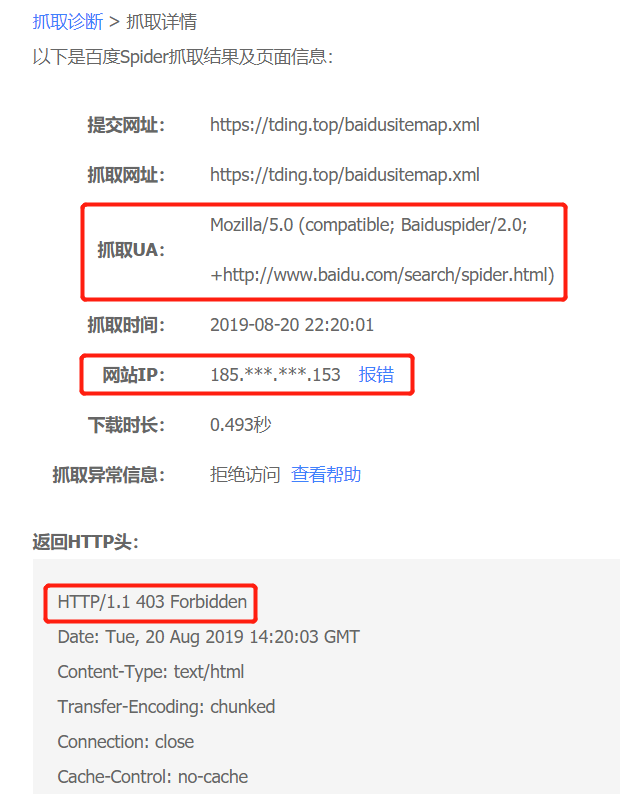 抓取诊断 > 抓取详情
以下是百度Spider抓取结果及页面信息：
提交网址： https://tding.top/baidusitemap.xml
抓取网址： https://tding.top/baidusitemap.xml
抓取UA： Mozilla/5.0 (compatible; Baiduspider/2.0;
+http://www.baidu.com/search/spider.html)
抓取时间： 2019-08-20 22:20:01
网站IP： 185.***.***.153 报错
下载时长： 0.493秒
抓取异常信息： 拒绝访问 查看帮助
返回HTTP头：
HTTP/1.1 403 Forbidden
Date: Tue, 20 Aug 2019 14:20:03 GMT
Content-Type: text/html
Transfer-Encoding: chunked
Connection: close
Cache-Control: no-cache